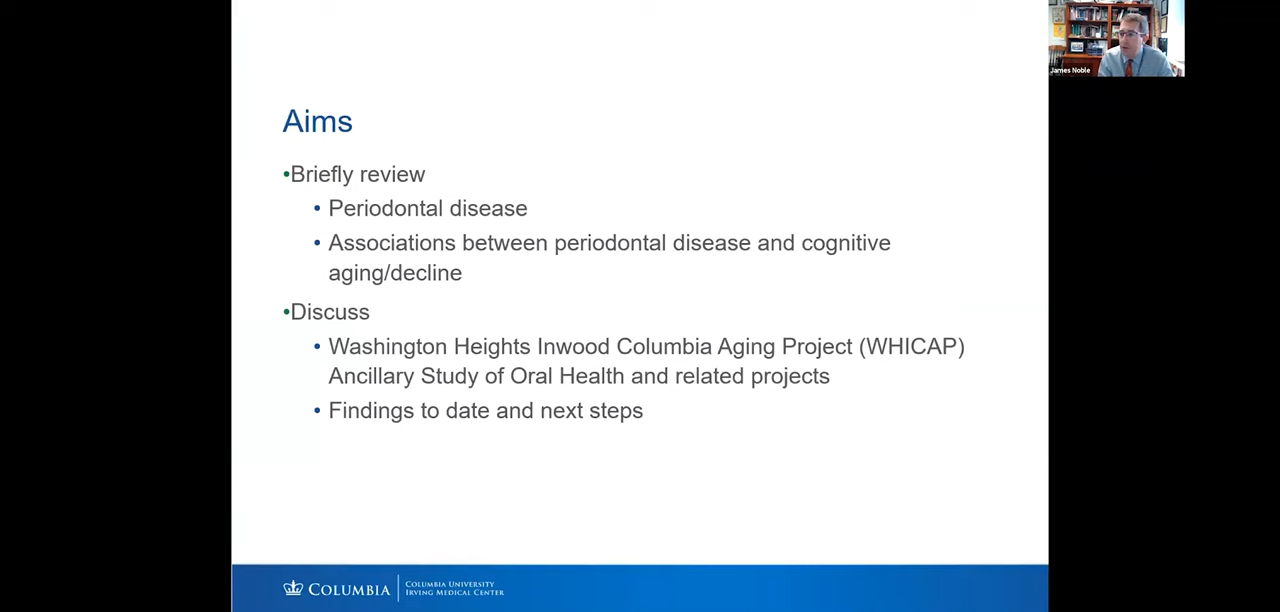 James Noble
Aims
•Briefly review
• Periodontal disease
• Associations between periodontal disease and cognitive
aging/decline
•Discuss
• Washington Heights Inwood Columbia Aging Project (WHICAP)
Ancillary Study of Oral Health and related projects
• Findings to date and next steps
COLUMBIA
COLUMBIA UNIVERSITY
IRVING MEDICAL CENTER